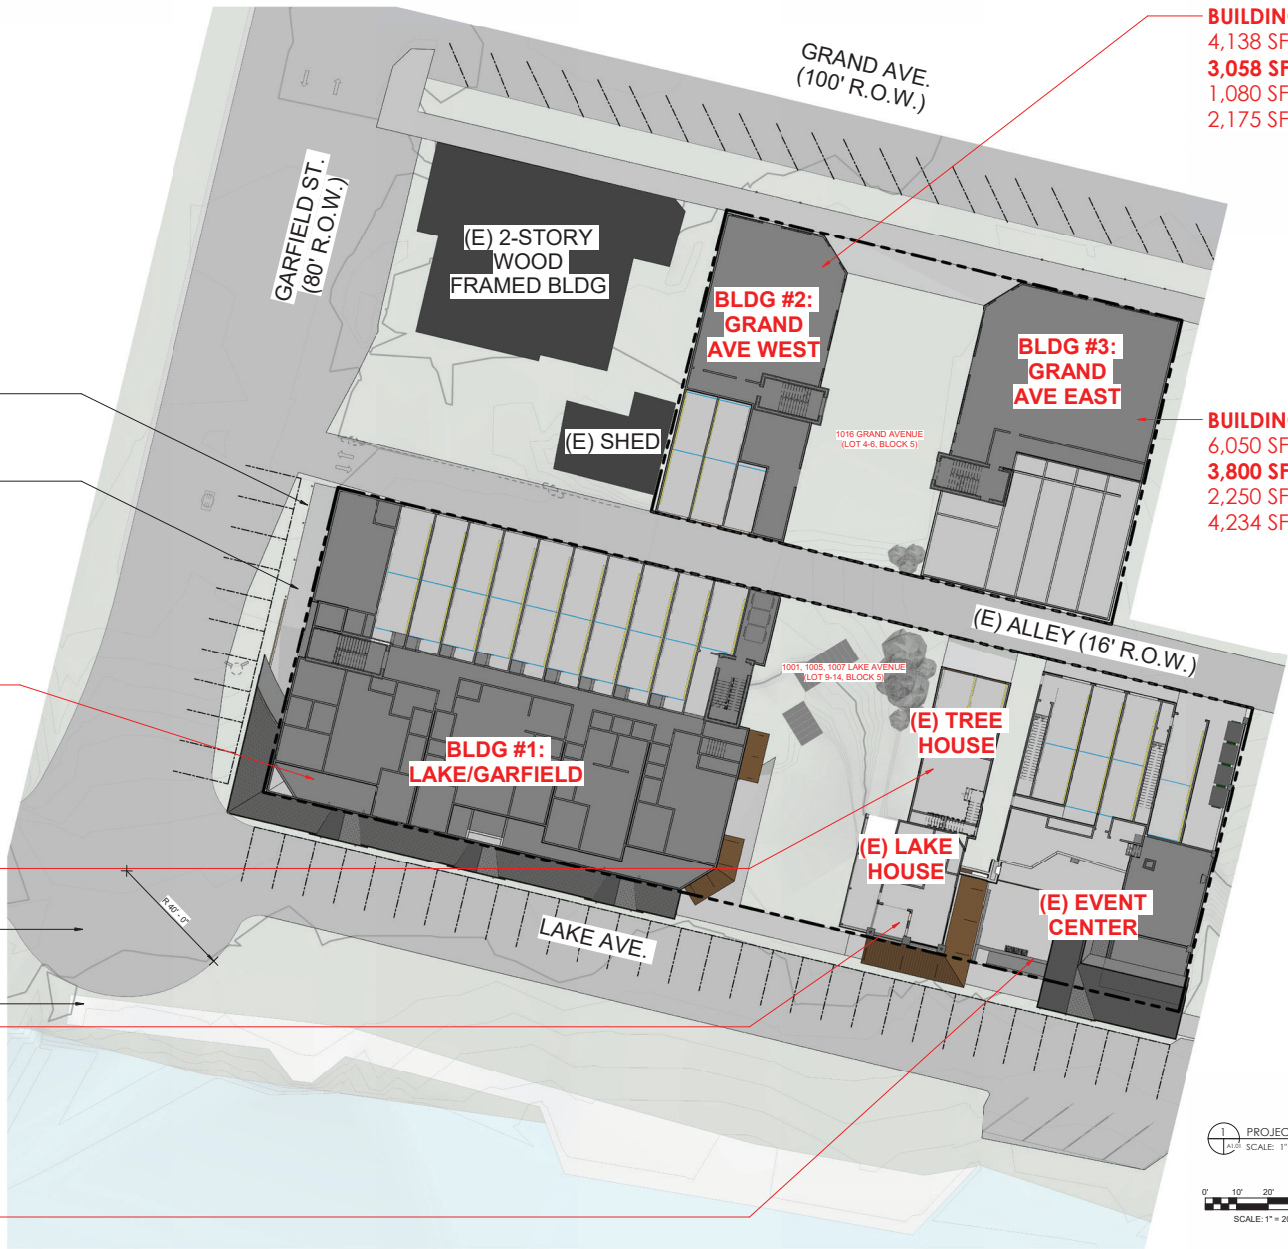 BUILDIN
4,138 SF
3,058 SF
1,080 SF
2,175 SF
GRAND AVE.
(100' R.O.W.)
GARFIELD ST.
(80' R.O.W.)
(E) 2-STORY
WOOD
FRAMED BLDG
BLDG #2:
GRAND
AVE WEST
BLDG #3:
GRAND
AVE EAST
(E) SHED
1016 GRAND AVENUE
(LOT 4-6, BLOCK 5)
BUILDIN
6,050 SF
3,800 SF
2,250 SF
4,234 SF
(E) ALLEY (16' R.O.W.)
1001, 1005, 1007 LAKE AVENUE
(LOT 9-14, BLOCK 5)
(E) TREE
HOUSE
BLDG #1:
LAKE/GARFIELD
(E) LAKE
HOUSE
(E) EVENT
CENTER
R 40' - 0"
LAKE AVE.
1
A1.01
PROJEC
SCALE: 1"
0' 10' 20'
SCALE: 1" = 20